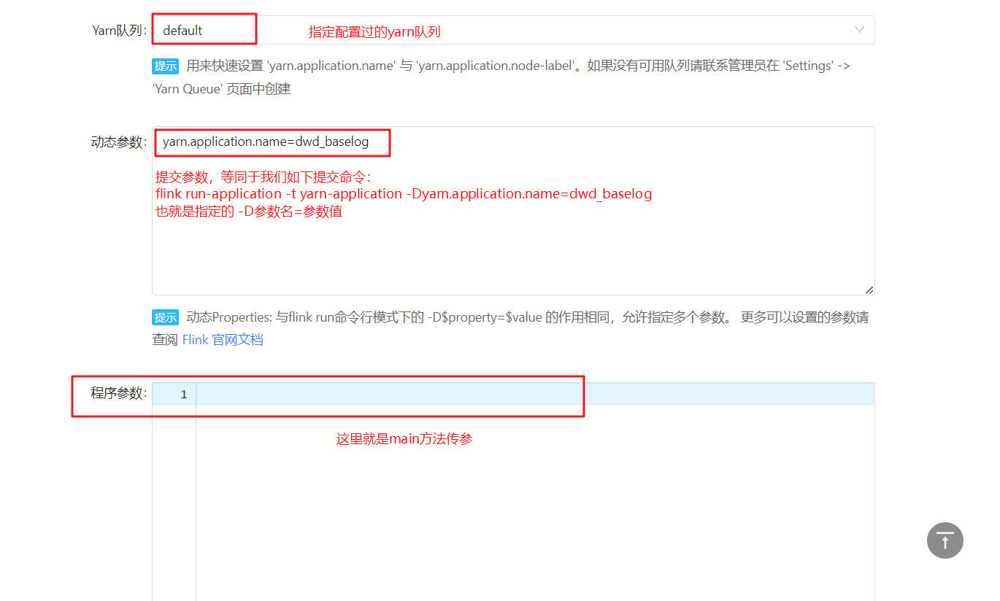 Yarn队列: default 指定配置过的yarn队列
提示 用来快速设置 'yarn.application.name' 与 'yarn.application.node-label'。如果没有可用队列请联系管理员在 'Settings' ->
'Yarn Queue' 页面中创建
动态参数: yarn.application.name=dwd_baselog
提交参数，等同于我们如下提交命令：
flink run-application -t yarn-application -Dyarn.application.name=dwd_baselog
也就是指定的 -D参数名=参数值
提示 动态Properties: 与flink run命令行模式下的 -D$property=$value 的作用相同，允许指定多个参数。 更多可以设置的参数请
查阅 Flink 官网文档
程序参数: 1
这里就是main方法传参